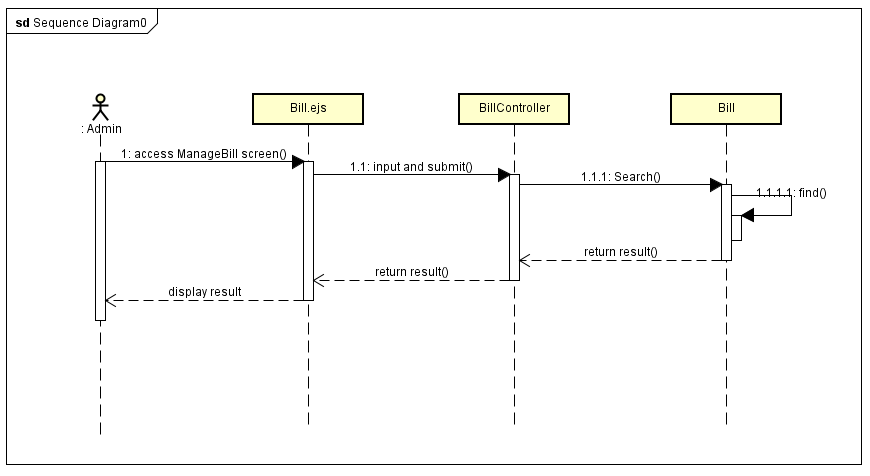 sd Sequence Diagram0
: Admin
Bill.ejs
BillController
Bill
1: access ManageBill screen()
1.1: input and submit()
1.1.1: Search()
1.1.1.1: find()
return result()
return result()
display result